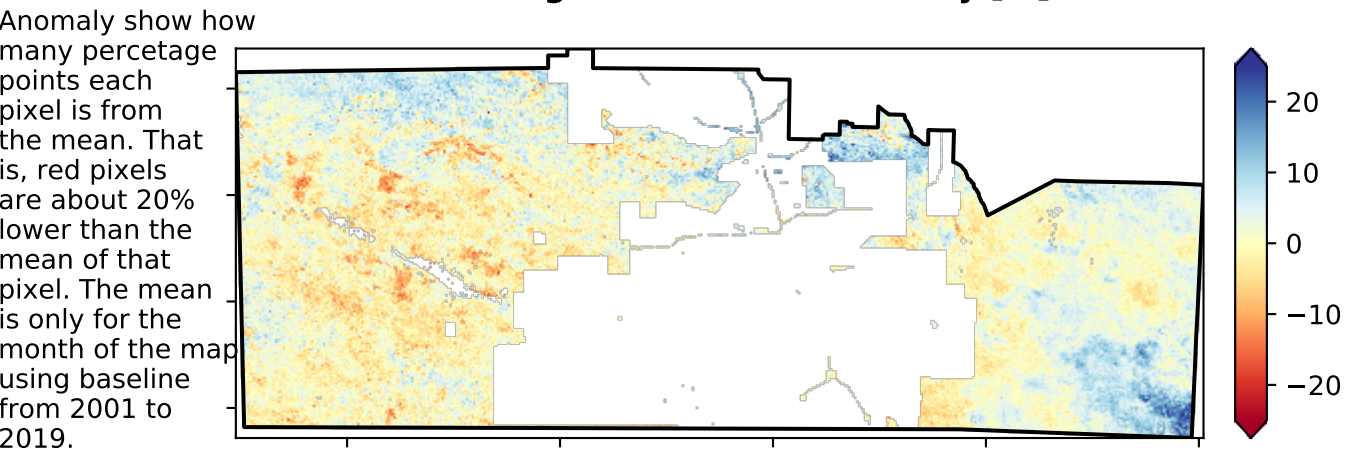 Anomaly show how
many percetage
points each
pixel is from
the mean. That
is, red pixels
are about 20%
lower than the
mean of that
pixel. The mean
is only for the
month of the map
using baseline
from 2001 to
2019.
20
10
0
−10
−20